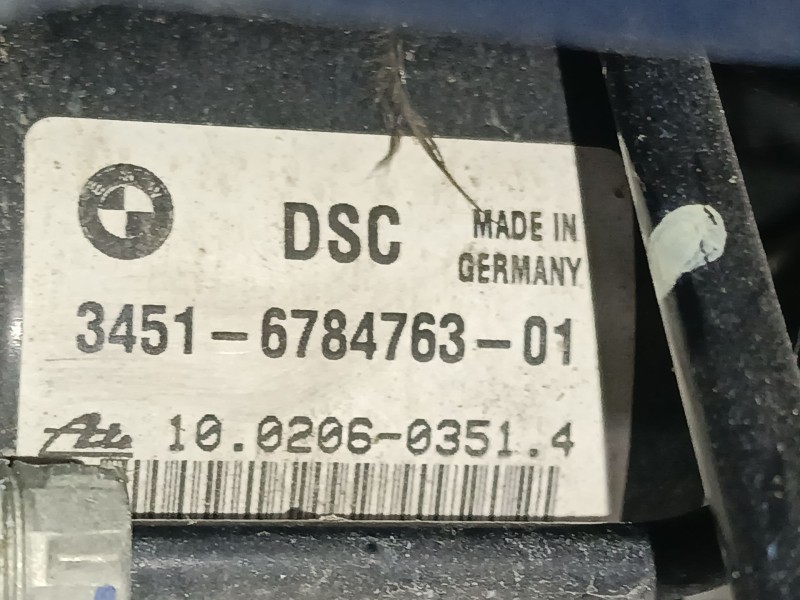 DSC
MADE IN
GERMANY
3451-6784763-01
Ate 10.0206-0351.4